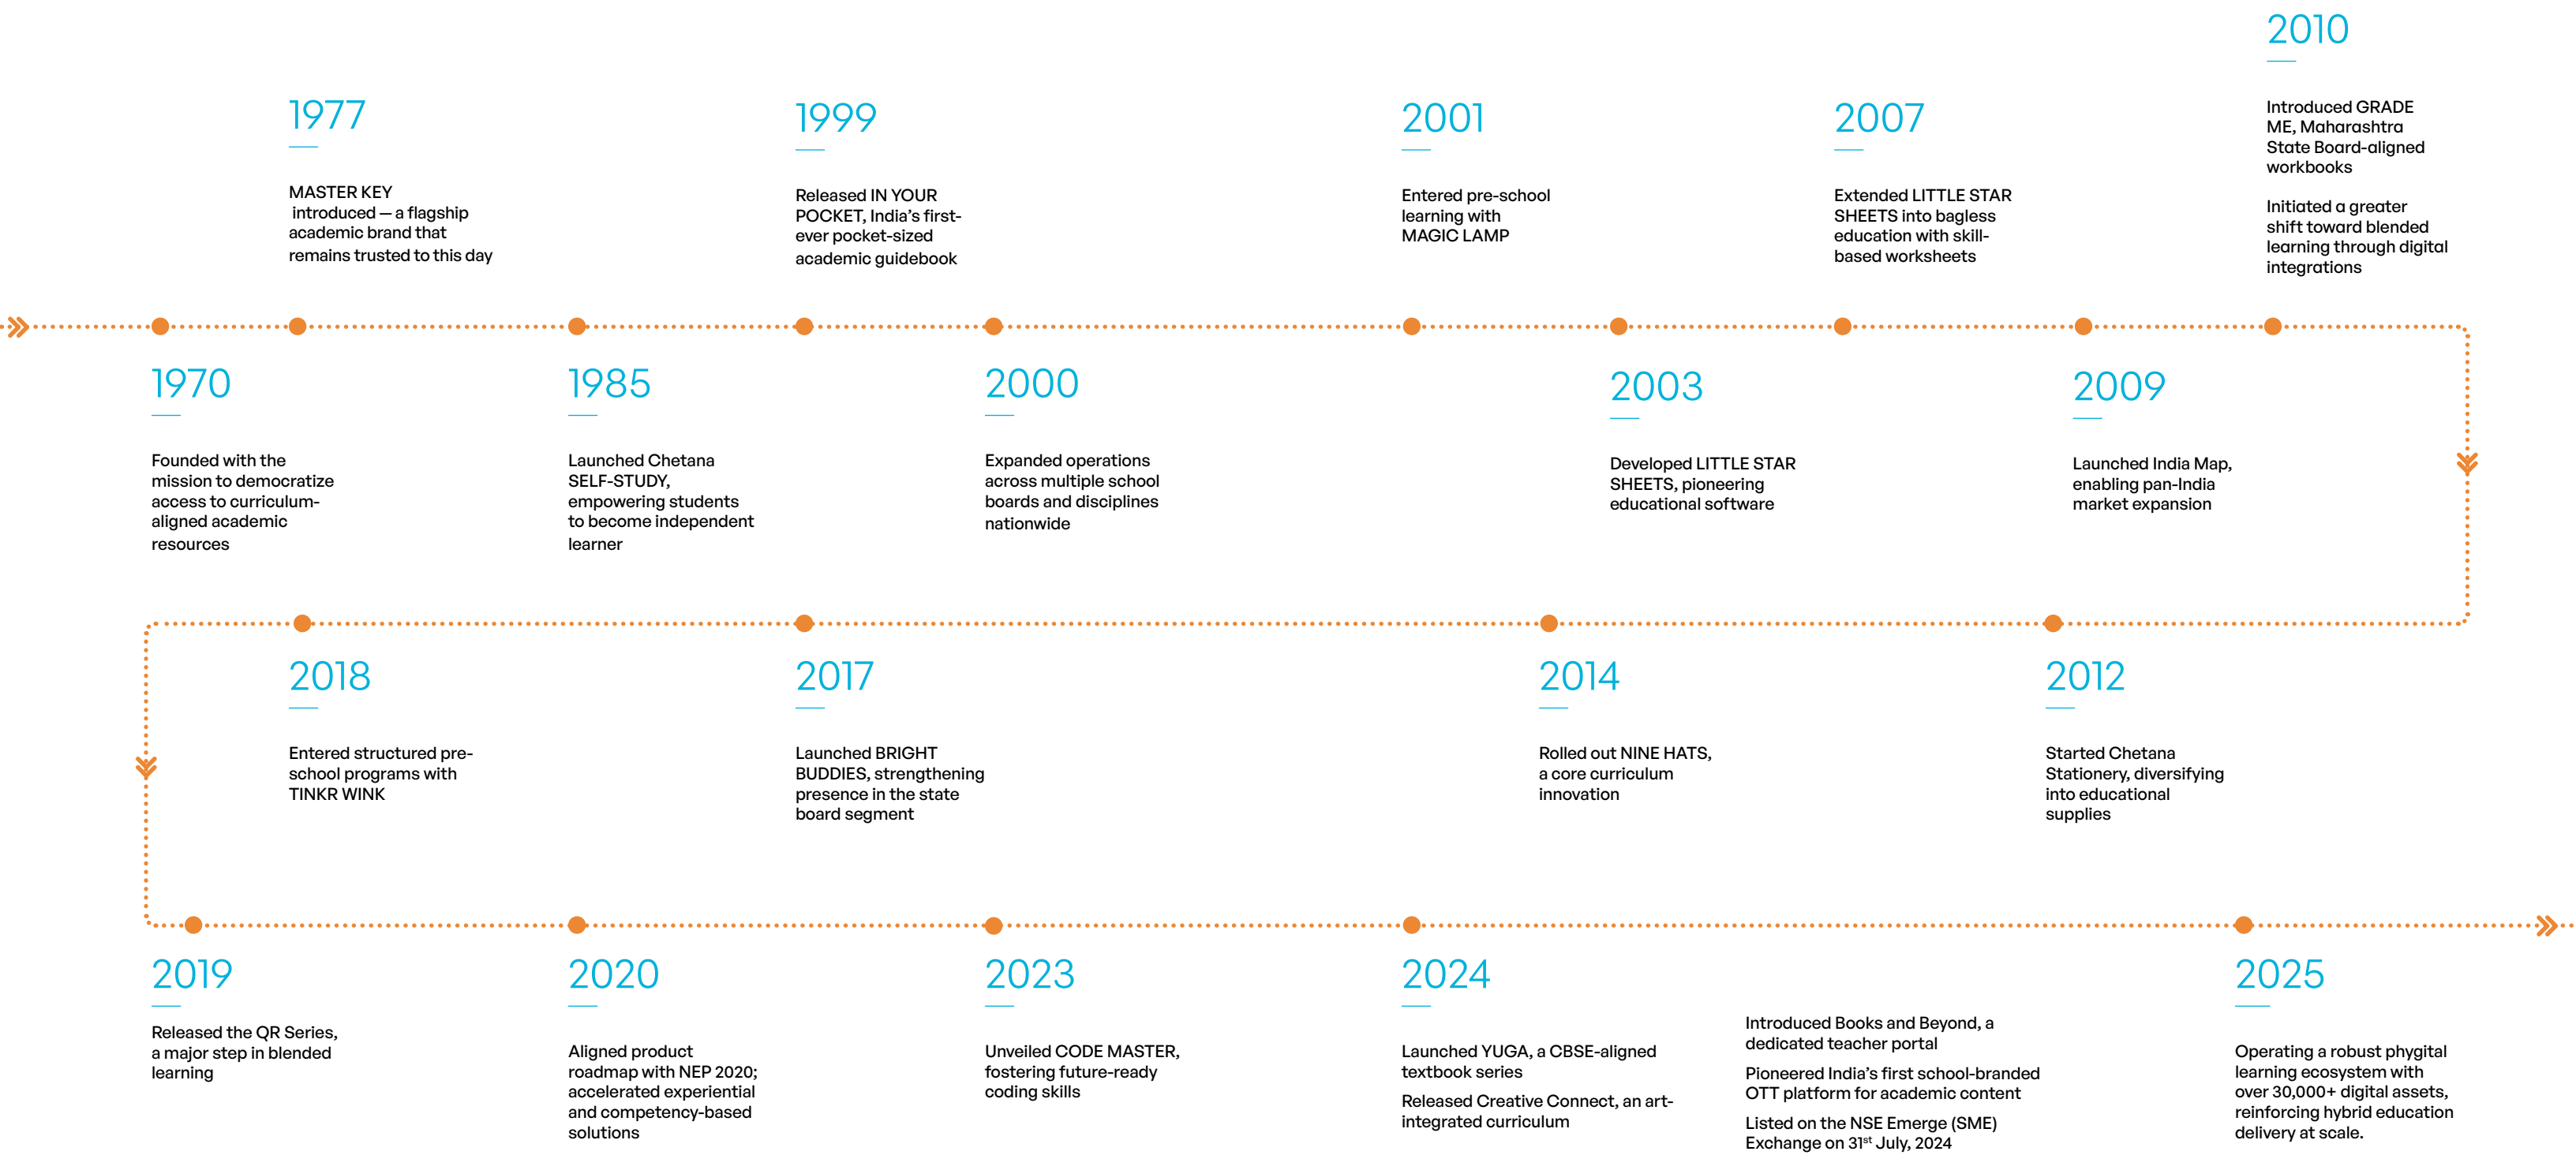 1970
Founded with the
mission to democratize
access to curriculum-
aligned academic
resources
1977
MASTER KEY
introduced — a flagship
academic brand that
remains trusted to this day
1985
Launched Chetana
SELF-STUDY,
empowering students
to become independent
learner
1999
Released IN YOUR
POCKET, India’s first-
ever pocket-sized
academic guidebook
2000
Expanded operations
across multiple school
boards and disciplines
nationwide
2001
Entered pre-school
learning with
MAGIC LAMP
2003
Developed LITTLE STAR
SHEETS, pioneering
educational software
2007
Extended LITTLE STAR
SHEETS into bagless
education with skill-
based worksheets
2009
Launched India Map,
enabling pan-India
market expansion
2010
Introduced GRADE
ME, Maharashtra
State Board-aligned
workbooks
Initiated a greater
shift toward blended
learning through digital
integrations
2012
Started Chetana
Stationery, diversifying
into educational
supplies
2014
Rolled out NINE HATS,
a core curriculum
innovation
2017
Launched BRIGHT
BUDDIES, strengthening
presence in the state
board segment
2018
Entered structured pre-
school programs with
TINKR WINK
2019
Released the QR Series,
a major step in blended
learning
2020
Aligned product
roadmap with NEP 2020;
accelerated experiential
and competency-based
solutions
2023
Unveiled CODE MASTER,
fostering future-ready
coding skills
2024
Launched YUGA, a CBSE-aligned
textbook series
Released Creative Connect, an art-
integrated curriculum
Introduced Books and Beyond, a
dedicated teacher portal
Pioneered India’s first school-branded
OTT platform for academic content
Listed on the NSE Emerge (SME)
Exchange on 31st July, 2024
2025
Operating a robust phygital
learning ecosystem with
over 30,000+ digital assets,
reinforcing hybrid education
delivery at scale.